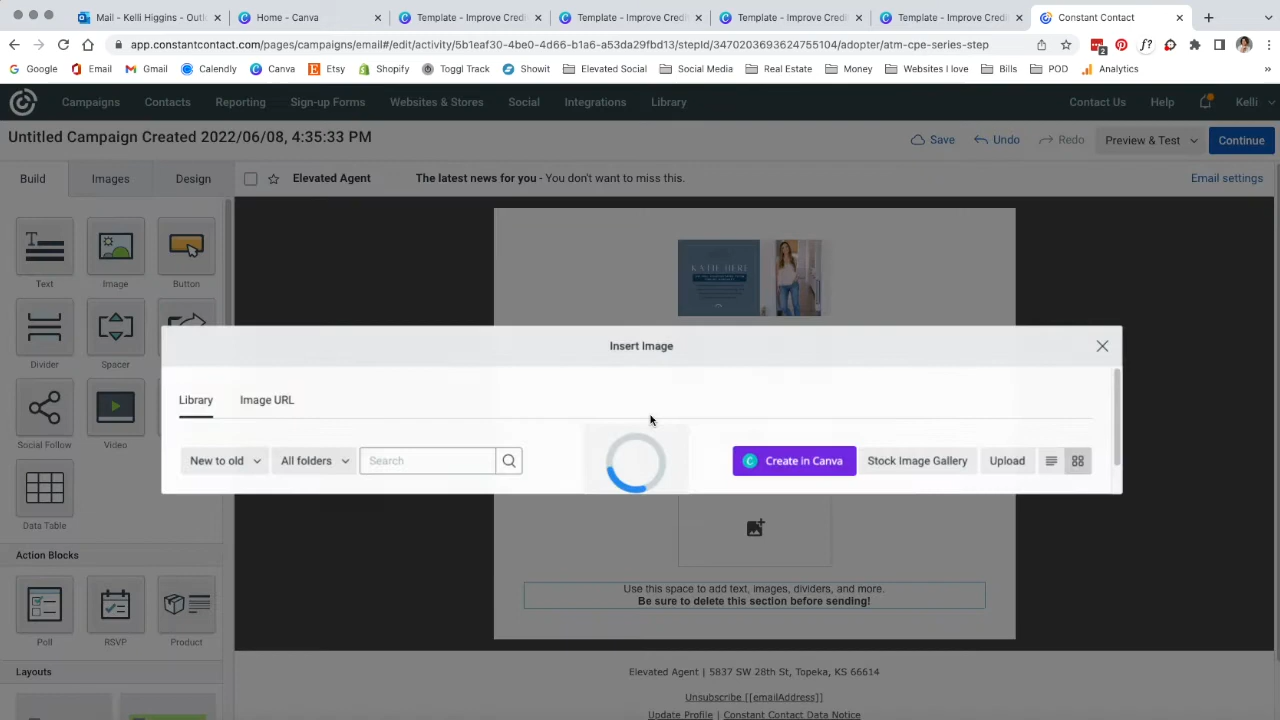 Mail - Kelli Higgins - Outl
Home - Canva
Template - Improve Credi
Template - Improve Credi
Template - Improve Credi
Template - Improve Credi
Constant Contact
app.constantcontact.com/pages/campaigns/email#/edit/activity/5b1eaf30-4be0-4d66-b1a6-a53da29fbd13/stepId/3470203693624755104/adopter/atm-cpe-series-step
2
f?
Google
Email
Gmail
Calendly
Canva
Etsy
Shopify
Toggl Track
Showit
Elevated Social
Social Media
Real Estate
Money
Websites I love
Bills
POD
Analytics
»
Campaigns
Contacts
Reporting
Sign-up Forms
Websites & Stores
Social
Integrations
Library
Contact Us
Help
Kelli
Untitled Campaign Created 2022/06/08, 4:35:33 PM
Save
Undo
Redo
Preview & Test
Continue
Build
Images
Design
Elevated Agent
The latest news for you - You don't want to miss this.
Email settings
Text
Image
Button
KATIE HERE
Divider
Spacer
Insert Image
Library
Image URL
New to old
All folders
Search
Create in Canva
Stock Image Gallery
Upload
Social Follow
Video
Data Table
Use this space to add text, images, dividers, and more.
Be sure to delete this section before sending!
Action Blocks
Poll
RSVP
Product
Layouts
Elevated Agent | 5837 SW 28th St, Topeka, KS 66614
Unsubscribe [[emailAddress]]
Update Profile | Constant Contact Data Notice